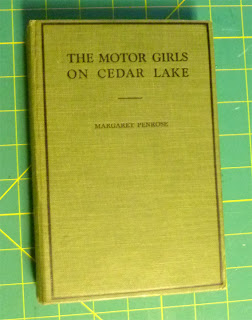 THE MOTOR GIRLS
ON CEDAR LAKE
MARGARET PENROSE